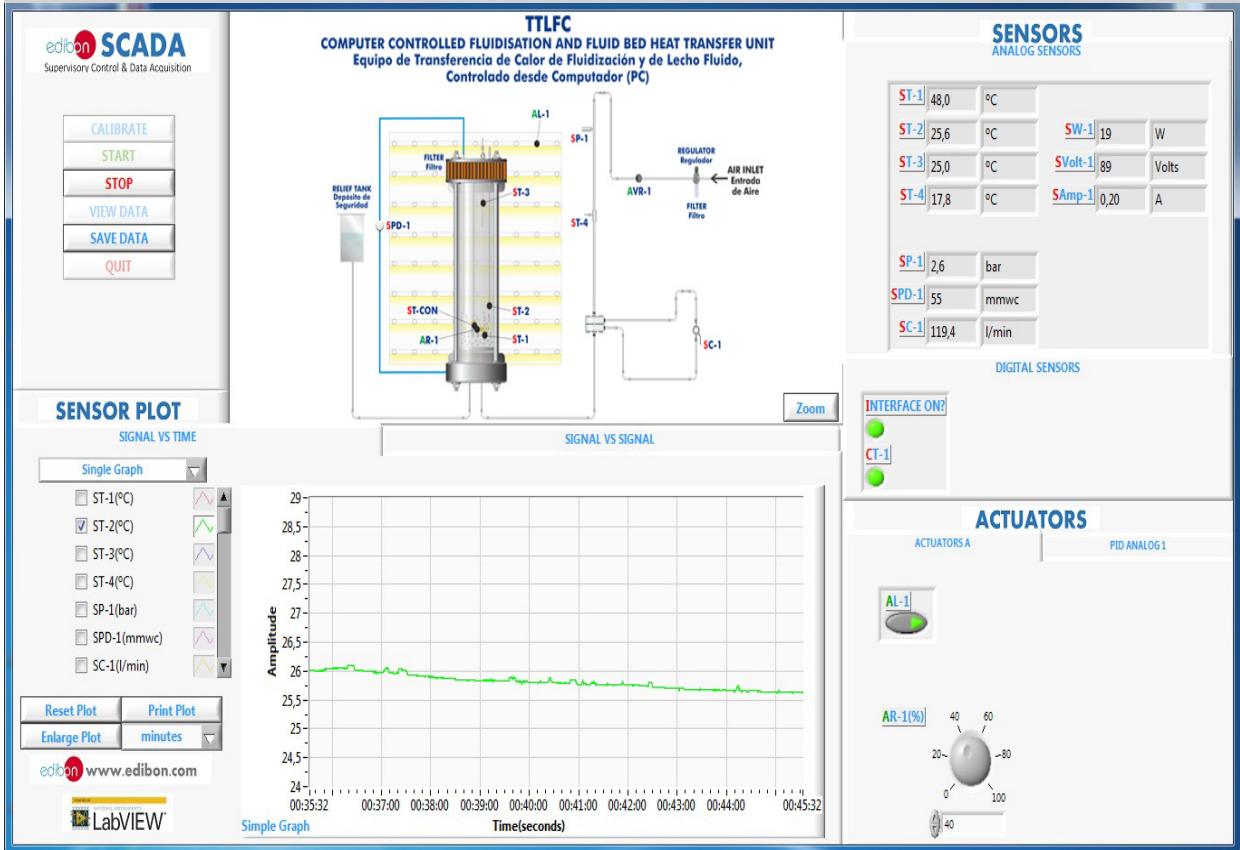 edibon SCADA
Supervisory Control & Data Acquisition
CALIBRATE
START
STOP
VIEW DATA
SAVE DATA
QUIT
TTLFC
COMPUTER CONTROLLED FLUIDISATION AND FLUID BED HEAT TRANSFER UNIT
Equipo de Transferencia de Calor de Fluidización y de Lecho Fluido,
Controlado desde Computador (PC)
AL-1
SP-1
FILTER
Filtro
REGULATOR
Regulador
AIR INLET
Entrada
de Aire
AVR-1
FILTER
Filtro
RELIEF TANK
Depósito de
Seguridad
ST-3
SPD-1
ST-4
ST-CON
ST-2
AR-1
ST-1
SC-1
Zoom
SENSORS
ANALOG SENSORS
ST-1 48,0 ºC
ST-2 25,6 ºC SW-1 19 W
ST-3 25,0 ºC SVolt-1 89 Volts
ST-4 17,8 ºC SAmp-1 0,20 A
SP-1 2,6 bar
SPD-1 55 mmwc
SC-1 119,4 l/min
DIGITAL SENSORS
INTERFACE ON?
CT-1
SENSOR PLOT
SIGNAL VS TIME
SIGNAL VS SIGNAL
Single Graph
ST-1(ºC)
ST-2(ºC)
ST-3(ºC)
ST-4(ºC)
SP-1(bar)
SPD-1(mmwc)
SC-1(l/min)
Reset Plot Print Plot
Enlarge Plot minutes
edibon www.edibon.com
LabVIEW
Amplitude
29
28,5
28
27,5
27
26,5
26
25,5
25
24,5
24
00:35:32 00:37:00 00:38:00 00:39:00 00:40:00 00:41:00 00:42:00 00:43:00 00:44:00 00:45:32
Simple Graph
Time(seconds)
ACTUATORS
ACTUATORS A
PID ANALOG 1
AL-1
AR-1(%)
40 60
20 80
0 100
40